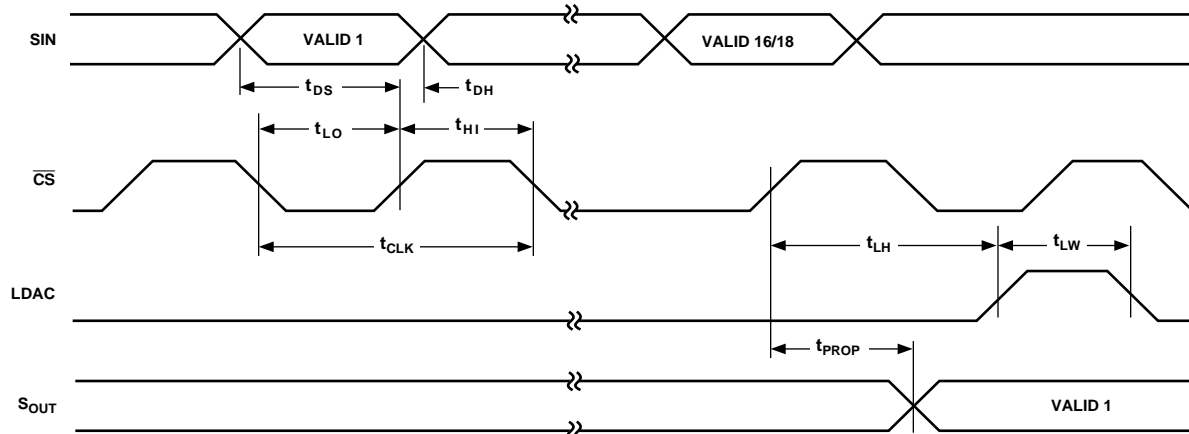 SIN
VALID 1
VALID 16/18
tDS
tDH
tLO
tHI
CS
tCLK
tLH
tLW
LDAC
tPROP
SOUT
VALID 1